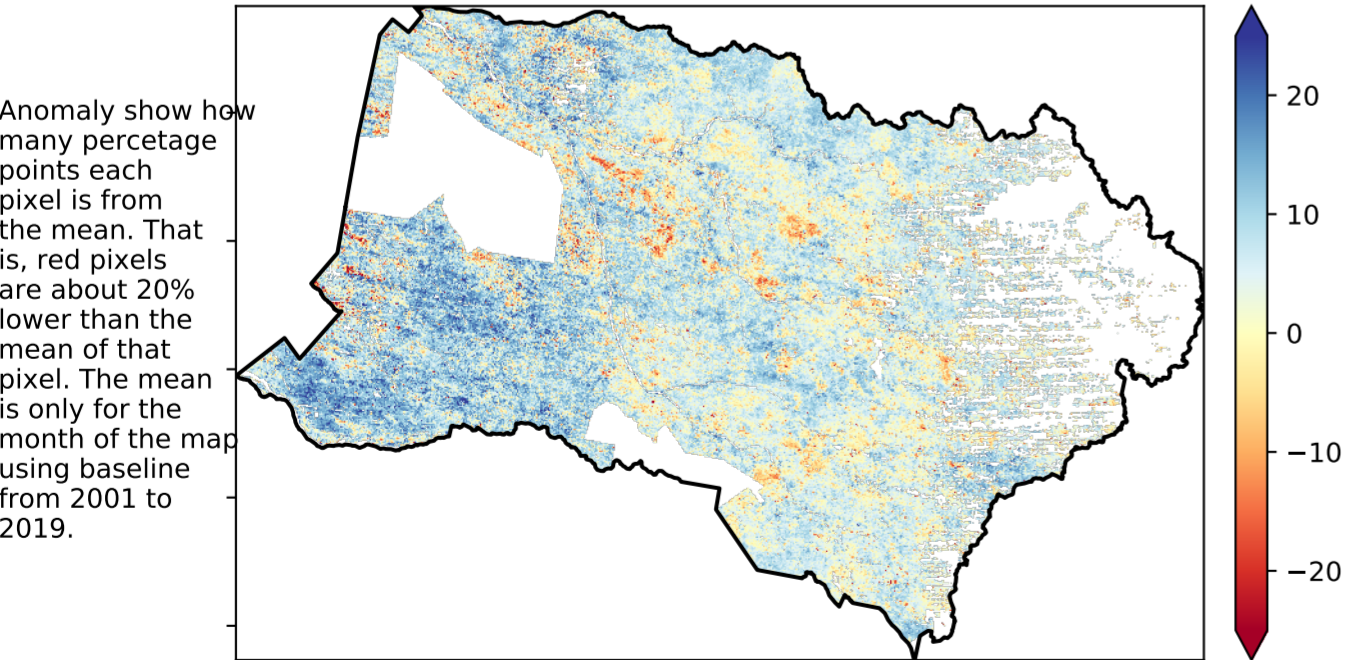 Anomaly show how
many percetage
points each
pixel is from
the mean. That
is, red pixels
are about 20%
lower than the
mean of that
pixel. The mean
is only for the
month of the map
using baseline
from 2001 to
2019.
20
10
0
−10
−20